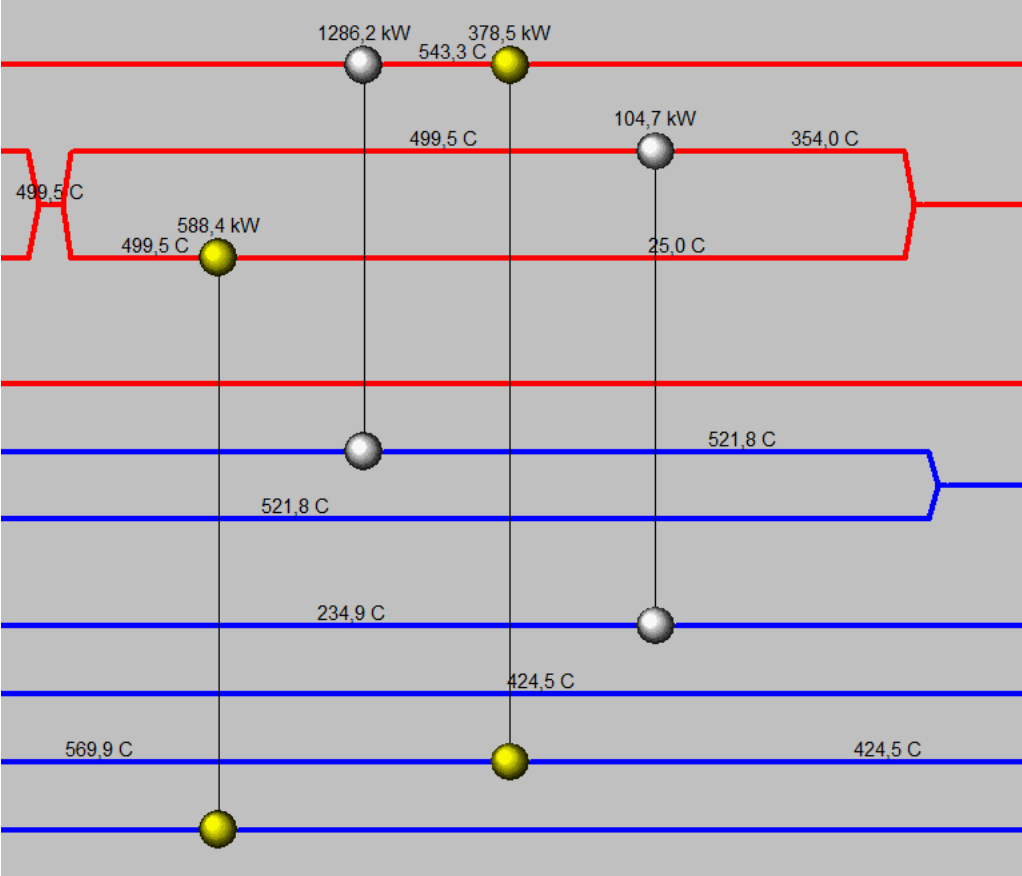 1286,2 kW
378,5 kW
543,3 C
104,7 kW
499,5 C
354,0 C
499,5 C
588,4 kW
499,5 C
25,0 C
521,8 C
521,8 C
234,9 C
424,5 C
569,9 C
424,5 C